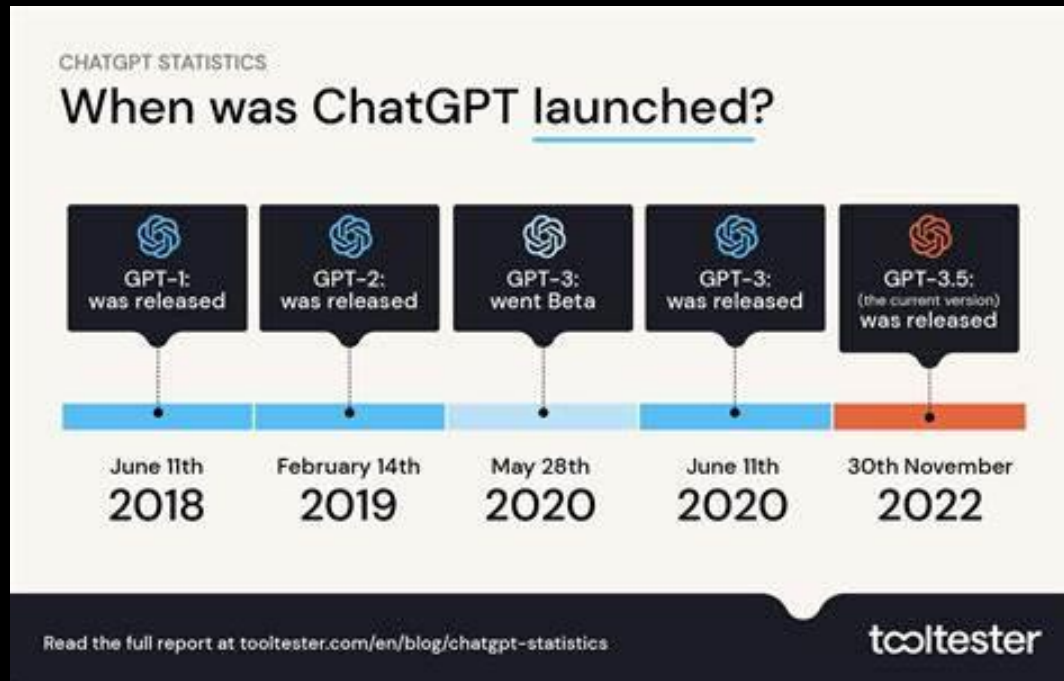 CHATGPT STATISTICS
When was ChatGPT launched?
GPT-1:
was released
GPT-2:
was released
GPT-3:
went Beta
GPT-3:
was released
GPT-3.5:
(the current version)
was released
June 11th
2018
February 14th
2019
May 28th
2020
June 11th
2020
30th November
2022
Read the full report at tooltester.com/en/blog/chatgpt-statistics
tooltester